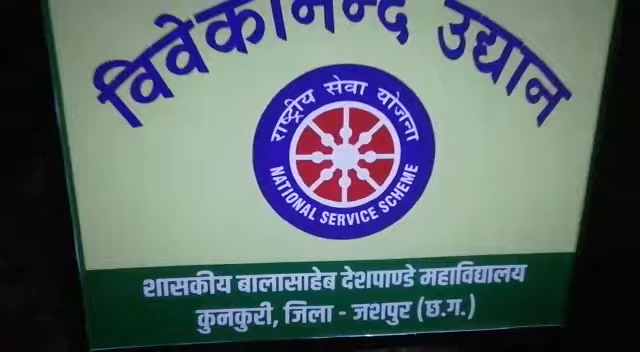 विवेकानन्द उद्यान
राष्ट्रीय सेवा योजना
NATIONAL SERVICE SCHEME
शासकीय बालासाहेब देशपाण्डे महाविद्यालय
कुनकुरी, जिला - जशपुर (छ.ग.)